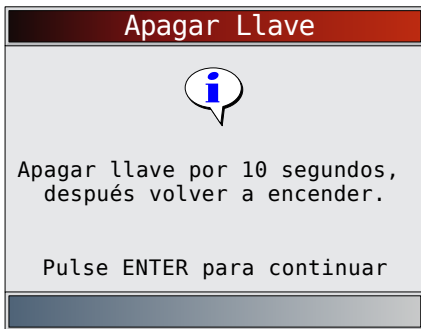 Apagar Llave
i
Apagar llave por 10 segundos,
después volver a encender.
Pulse ENTER para continuar